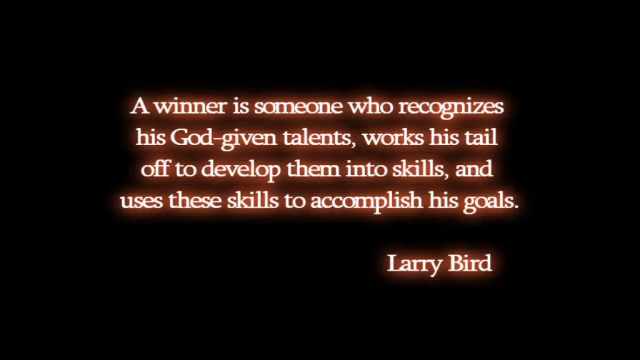 A winner is someone who recognizes
his God-given talents, works his tail
off to develop them into skills, and
uses these skills to accomplish his goals.
Larry Bird